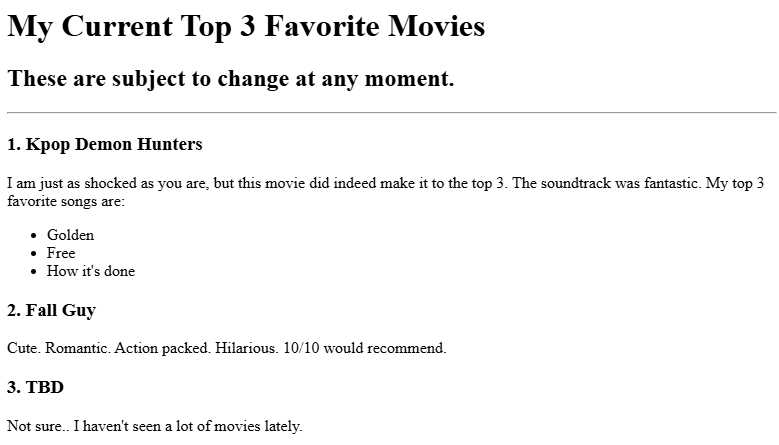 My Current Top 3 Favorite Movies
These are subject to change at any moment.
1. Kpop Demon Hunters
I am just as shocked as you are, but this movie did indeed make it to the top 3. The soundtrack was fantastic. My top 3
favorite songs are:
• Golden
• Free
• How it's done
2. Fall Guy
Cute. Romantic. Action packed. Hilarious. 10/10 would recommend.
3. TBD
Not sure.. I haven't seen a lot of movies lately.